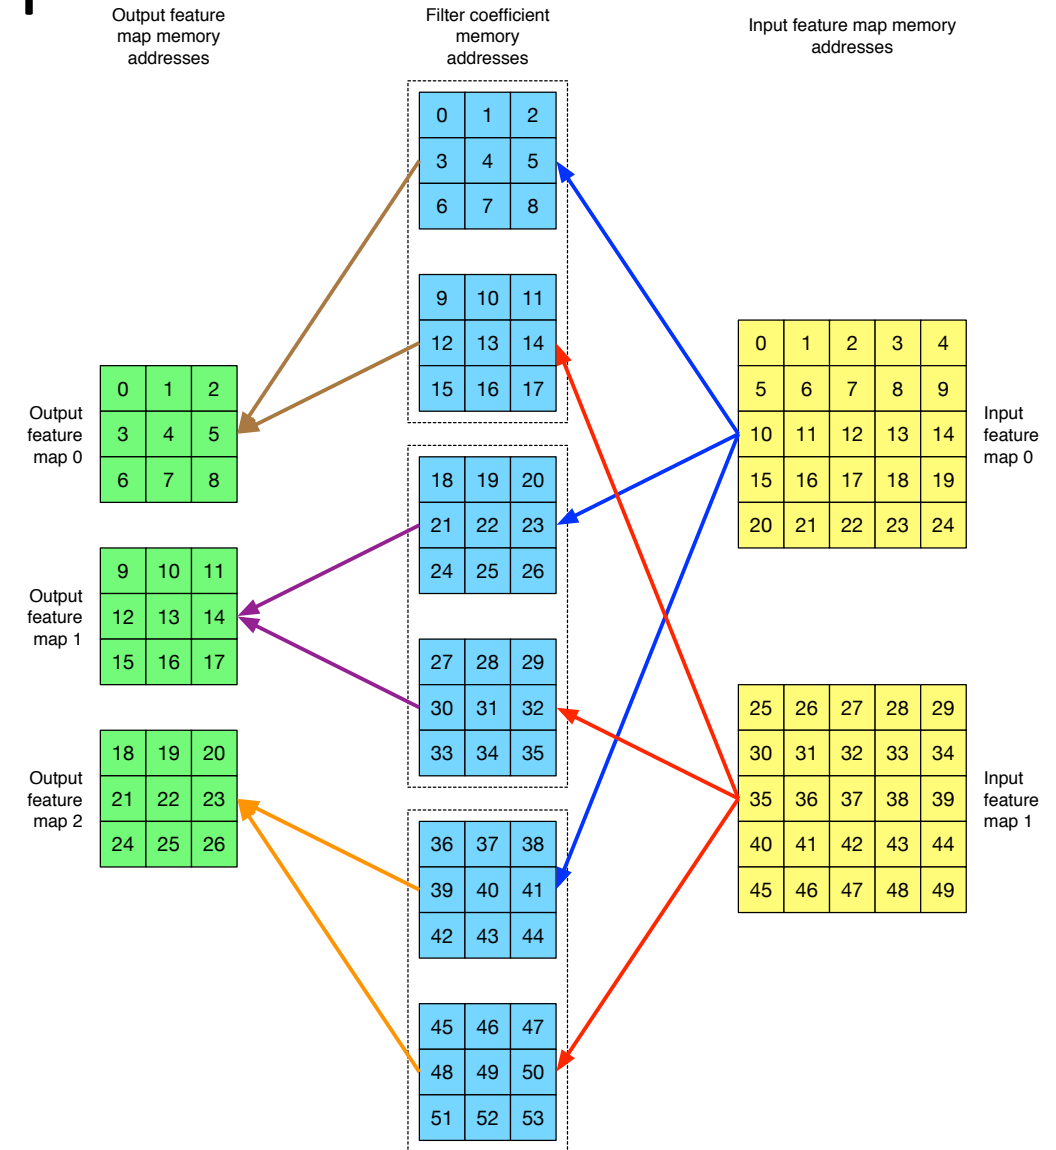 Output feature
map memory
addresses
Filter coefficient
memory
addresses
Input feature map memory
addresses
0 1 2
3 4 5
6 7 8
9 10 11
12 13 14
15 16 17
18 19 20
21 22 23
24 25 26
27 28 29
30 31 32
33 34 35
36 37 38
39 40 41
42 43 44
45 46 47
48 49 50
51 52 53
Output
feature
map 0
0 1 2
3 4 5
6 7 8
Output
feature
map 1
9 10 11
12 13 14
15 16 17
Output
feature
map 2
18 19 20
21 22 23
24 25 26
0 1 2 3 4
5 6 7 8 9
10 11 12 13 14
15 16 17 18 19
20 21 22 23 24
Input
feature
map 0
25 26 27 28 29
30 31 32 33 34
35 36 37 38 39
40 41 42 43 44
45 46 47 48 49
Input
feature
map 1